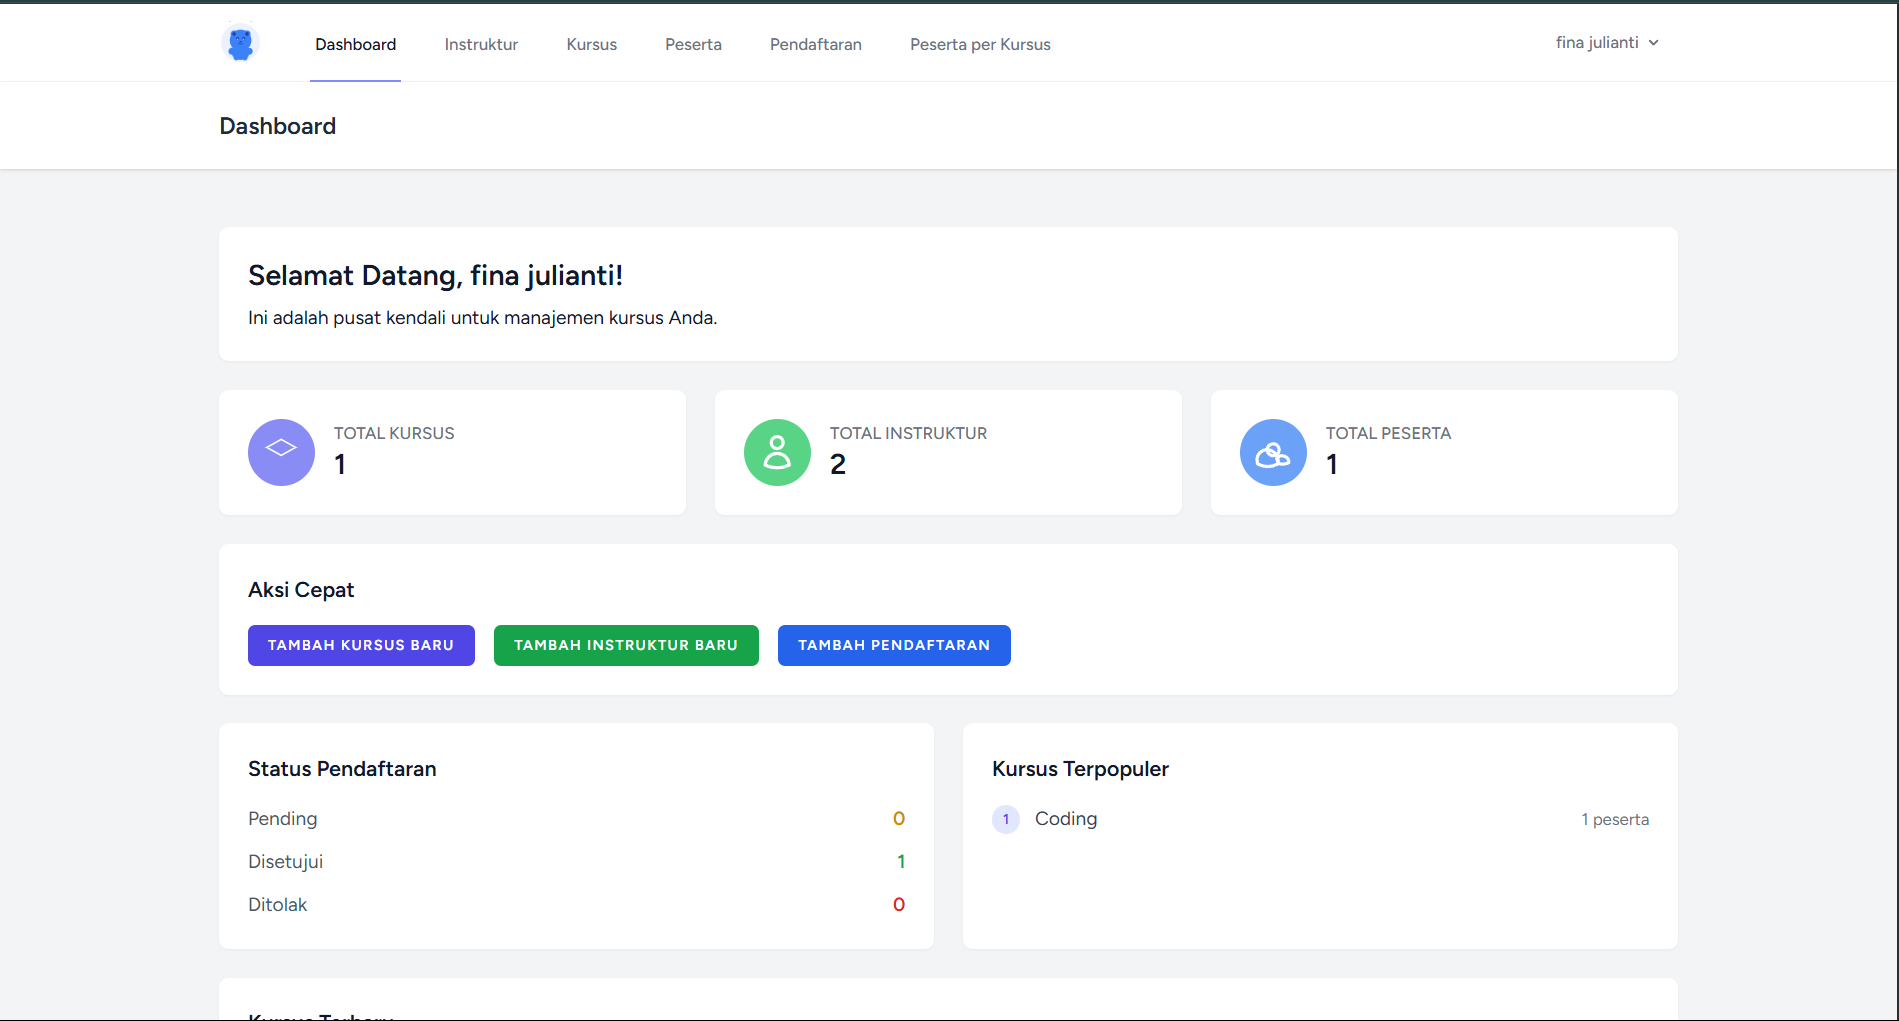 Dashboard Instruktur Kursus Peserta Pendaftaran Peserta per Kursus fina julianti
Dashboard
Selamat Datang, fina julianti!
Ini adalah pusat kendali untuk manajemen kursus Anda.
TOTAL KURSUS
1
TOTAL INSTRUKTUR
2
TOTAL PESERTA
1
Aksi Cepat
TAMBAH KURSUS BARU TAMBAH INSTRUKTUR BARU TAMBAH PENDAFTARAN
Status Pendaftaran
Pending 0
Disetujui 1
Ditolak 0
Kursus Terpopuler
1 Coding 1 peserta
Kursus Terbaru